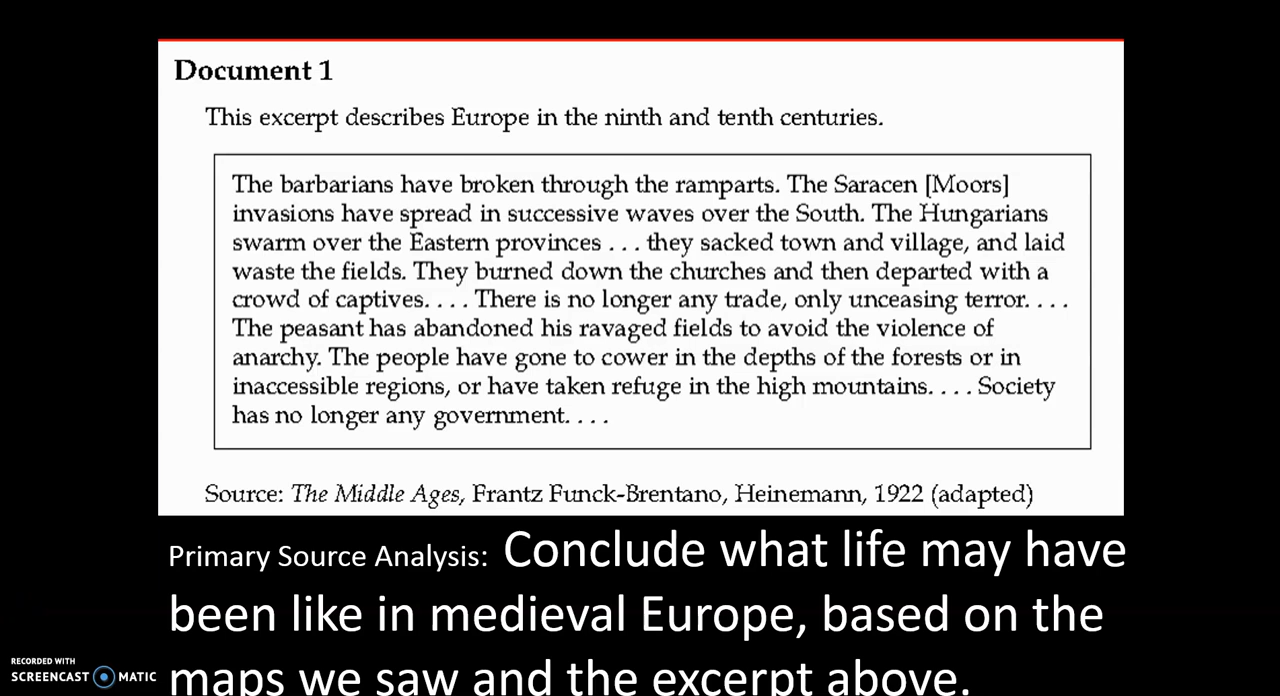 Document 1
This excerpt describes Europe in the ninth and tenth centuries.
The barbarians have broken through the ramparts. The Saracen [Moors]
invasions have spread in successive waves over the South. The Hungarians
swarm over the Eastern provinces . . . they sacked town and village, and laid
waste the fields. They burned down the churches and then departed with a
crowd of captives. . . . There is no longer any trade, only unceasing terror. . . .
The peasant has abandoned his ravaged fields to avoid the violence of
anarchy. The people have gone to cower in the depths of the forests or in
inaccessible regions, or have taken refuge in the high mountains. . . . Society
has no longer any government. . . .
Source: The Middle Ages, Frantz Funck-Brentano, Heinemann, 1922 (adapted)
Primary Source Analysis: Conclude what life may have
been like in medieval Europe, based on the
maps we saw and the excerpt above.
RECORDED WITH
SCREENCAST MATIC